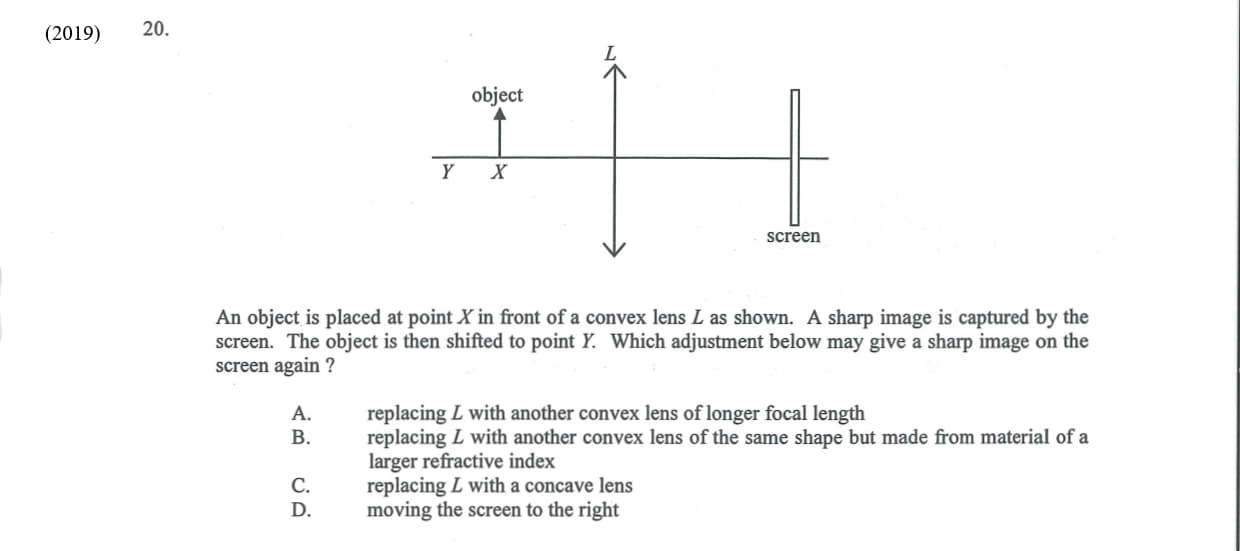 (2019) 20.
L
object
Y X
screen
An object is placed at point X in front of a convex lens L as shown. A sharp image is captured by the
screen. The object is then shifted to point Y. Which adjustment below may give a sharp image on the
screen again ?
A. replacing L with another convex lens of longer focal length
B. replacing L with another convex lens of the same shape but made from material of a
larger refractive index
C. replacing L with a concave lens
D. moving the screen to the right